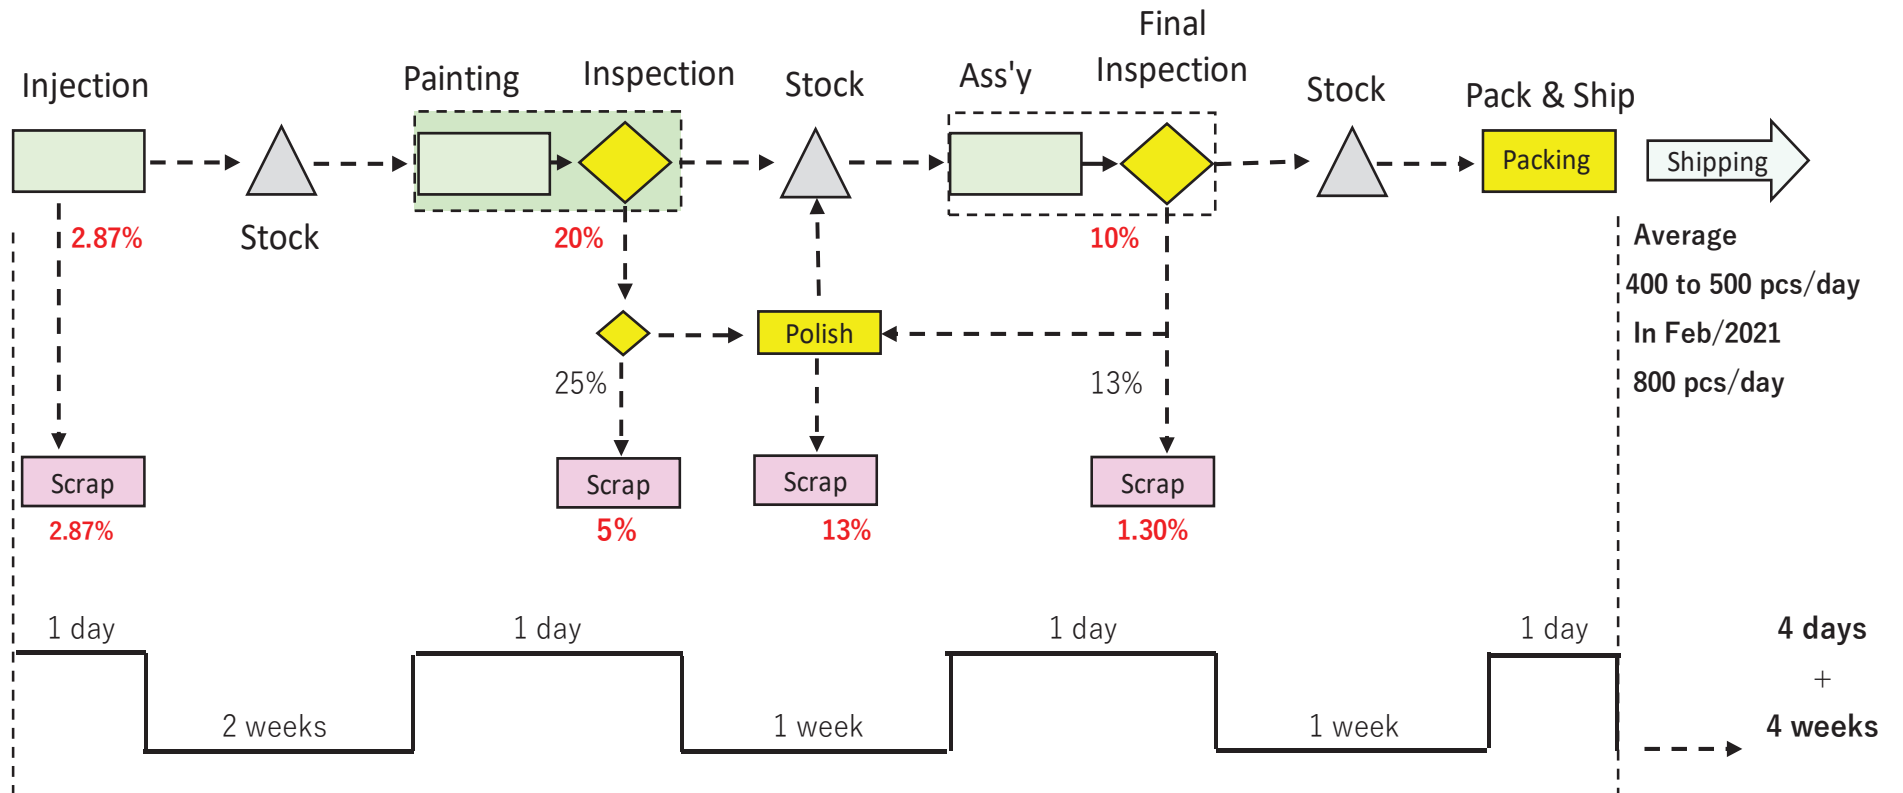 Injection
Stock
Painting
Inspection
Stock
Ass'y
Final
Inspection
Stock
Pack & Ship
Packing
Shipping
2.87%
20%
10%
Average
400 to 500 pcs/day
In Feb/2021
800 pcs/day
Polish
25%
13%
Scrap
Scrap
Scrap
Scrap
2.87%
5%
13%
1.30%
1 day
1 day
1 day
1 day
2 weeks
1 week
1 week
4 days
+
4 weeks